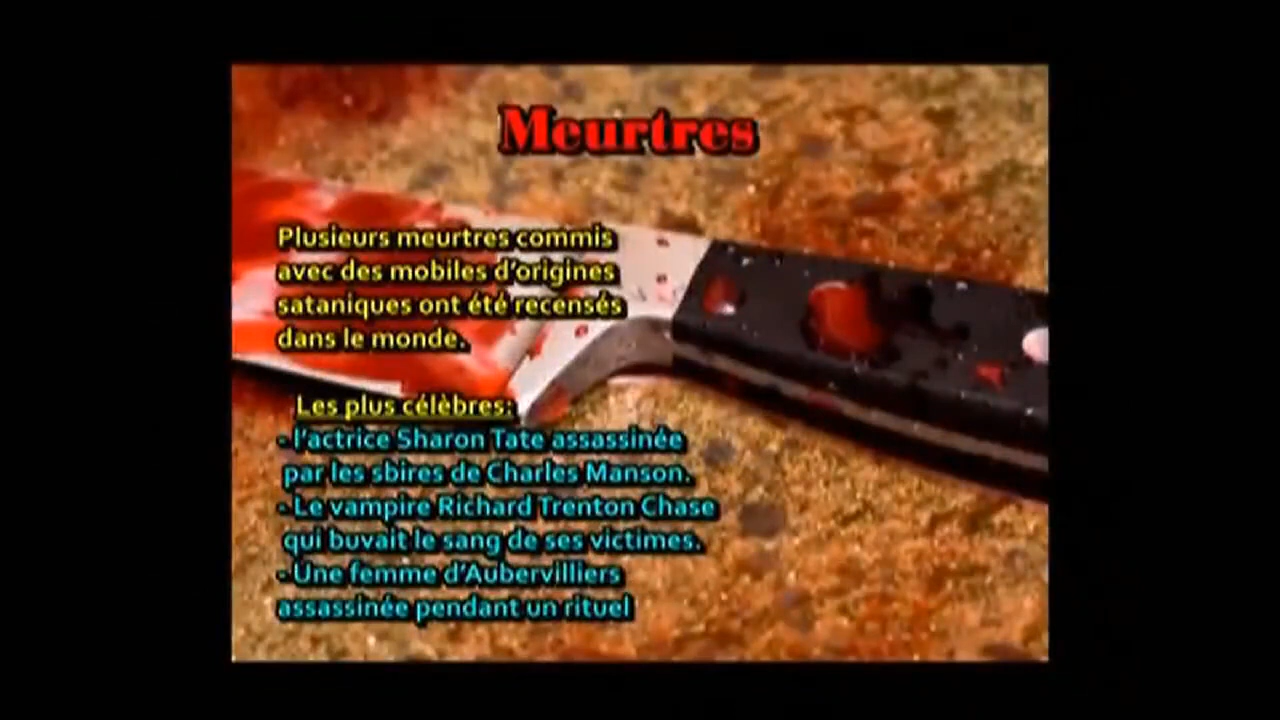 Meurtres
Plusieurs meurtres commis
avec des mobiles d'origines
sataniques ont été recensés
dans le monde.
Les plus célèbres:
- l'actrice Sharon Tate assassinée
par les sbires de Charles Manson.
- Le vampire Richard Trenton Chase
qui buvait le sang de ses victimes.
- Une femme d'Aubervilliers
assassinée pendant un rituel